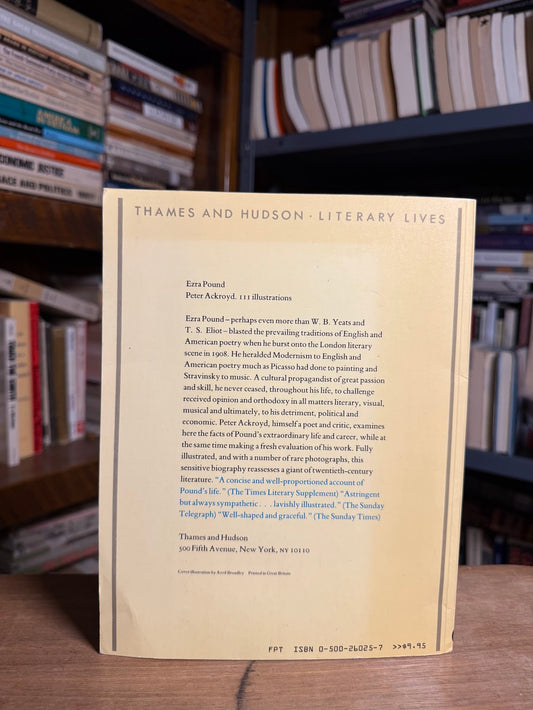 THAMES AND HUDSON · LITERARY LIVES
Ezra Pound
Peter Ackroyd. 111 illustrations
Ezra Pound – perhaps even more than W. B. Yeats and
T. S. Eliot – blasted the prevailing traditions of English and
American poetry when he burst onto the London literary
scene in 1908. He heralded Modernism to English and
American poetry much as Picasso had done to painting and
Stravinsky to music. A cultural propagandist of great passion
and skill, he never ceased, throughout his life, to challenge
received opinion and orthodoxy in all matters literary, visual,
musical and ultimately, to his detriment, political and
economic. Peter Ackroyd, himself a poet and critic, examines
here the facts of Pound's extraordinary life and career, while at
the same time making a fresh evaluation of his work. Fully
illustrated, and with a number of rare photographs, this
sensitive biography reassesses a giant of twentieth-century
literature. "A concise and well-proportioned account of
Pound's life." (The Times Literary Supplement) "Astringent
but always sympathetic . . . lavishly illustrated." (The Sunday
Telegraph) "Well-shaped and graceful." (The Sunday Times)
Thames and Hudson
500 Fifth Avenue, New York, NY 10110
Cover illustration by Axed Broadley Printed in Great Britain
FPT ISBN 0-500-26025-7 >>$9.95